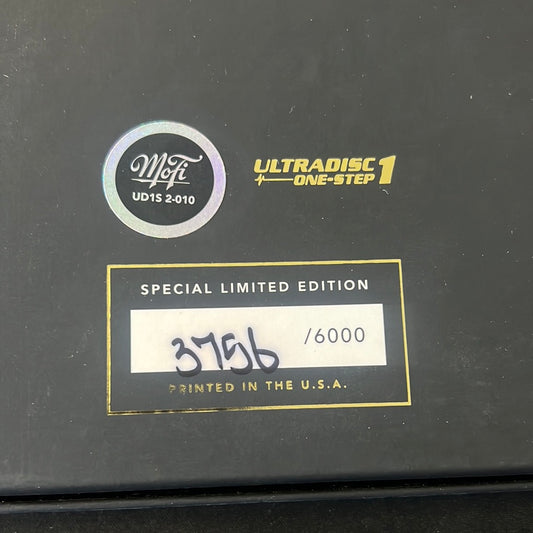 MoFi
UD1S 2-010
ULTRADISC
ONE-STEP 1
SPECIAL LIMITED EDITION
3756 /6000
PRINTED IN THE U.S.A.